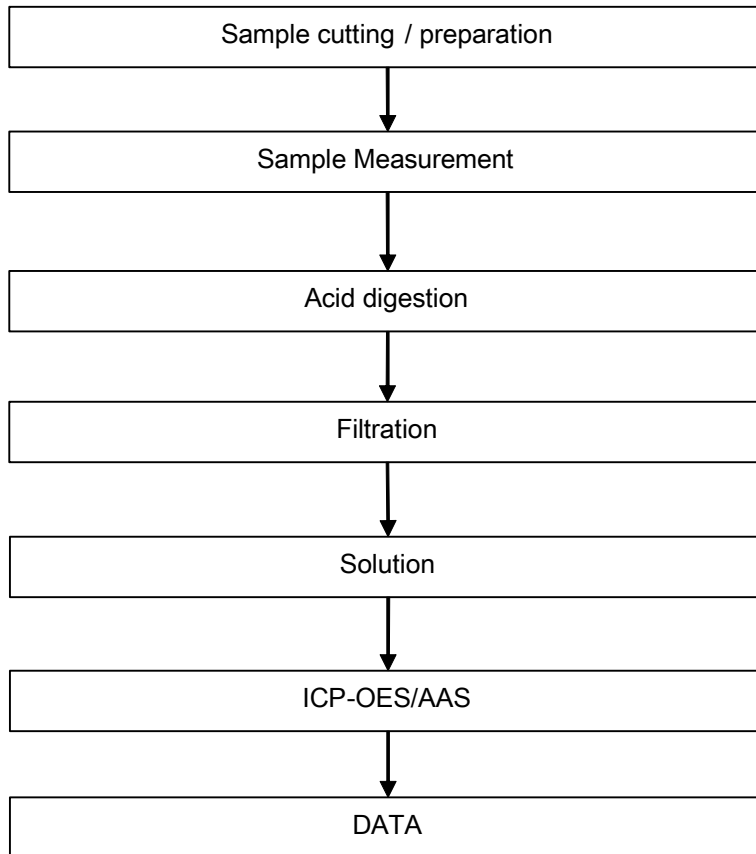 Sample cutting / preparation
Sample Measurement
Acid digestion
Filtration
Solution
ICP-OES/AAS
DATA